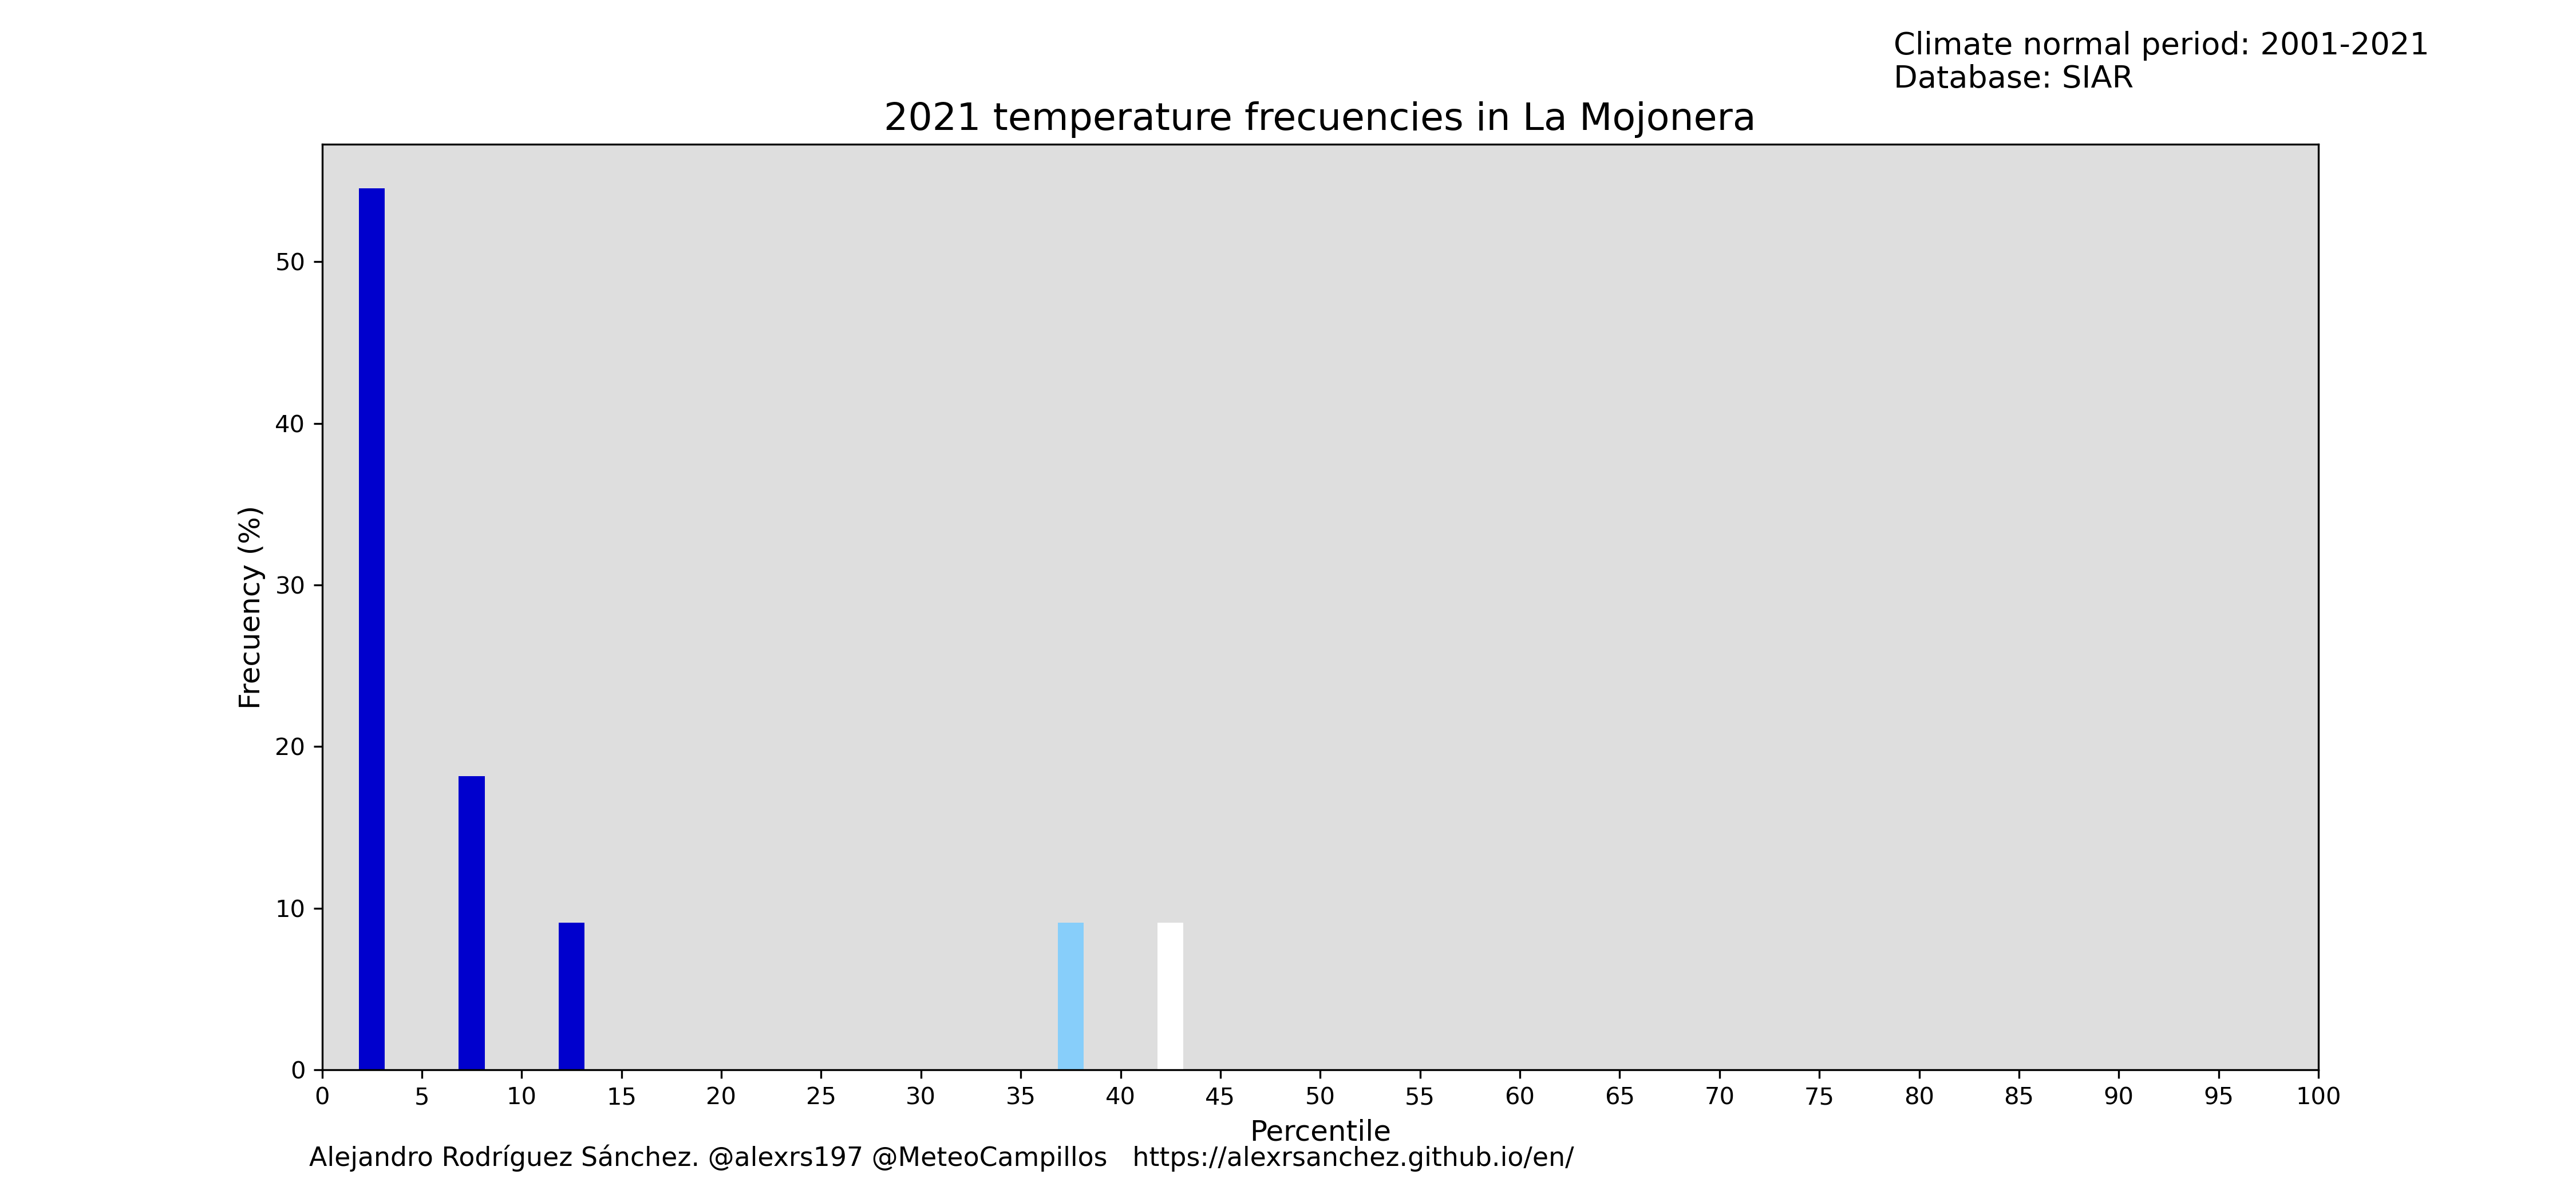 Climate normal period: 2001-2021
Database: SIAR
2021 temperature frecuencies in La Mojonera
Frecuency (%)
50
40
30
20
10
0
0 5 10 15 20 25 30 35 40 45 50 55 60 65 70 75 80 85 90 95 100
Percentile
Alejandro Rodríguez Sánchez. @alexrs197 @MeteoCampillos https://alexrsanchez.github.io/en/